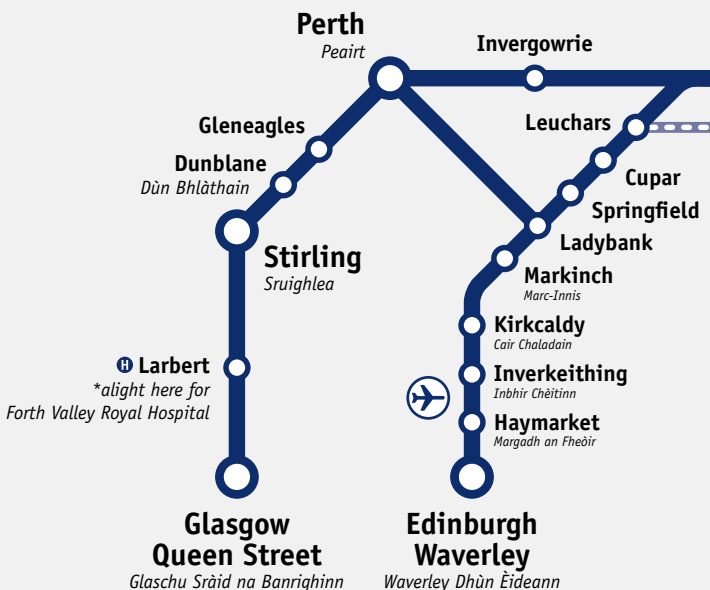 Perth
Peairt
Invergowrie
Gleneagles
Leuchars
Dunblane
Dùn Bhlàthain
Cupar
Springfield
Ladybank
Stirling
Sruighlea
Markinch
Marc-Innis
Kirkcaldy
Cair Chaladain
H Larbert
*alight here for
Forth Valley Royal Hospital
Inverkeithing
Inbhir Chèitinn
Haymarket
Margadh an Fheòir
Glasgow
Queen Street
Glaschu Sràid na Banrighinn
Edinburgh
Waverley
Waverley Dhùn Èideann